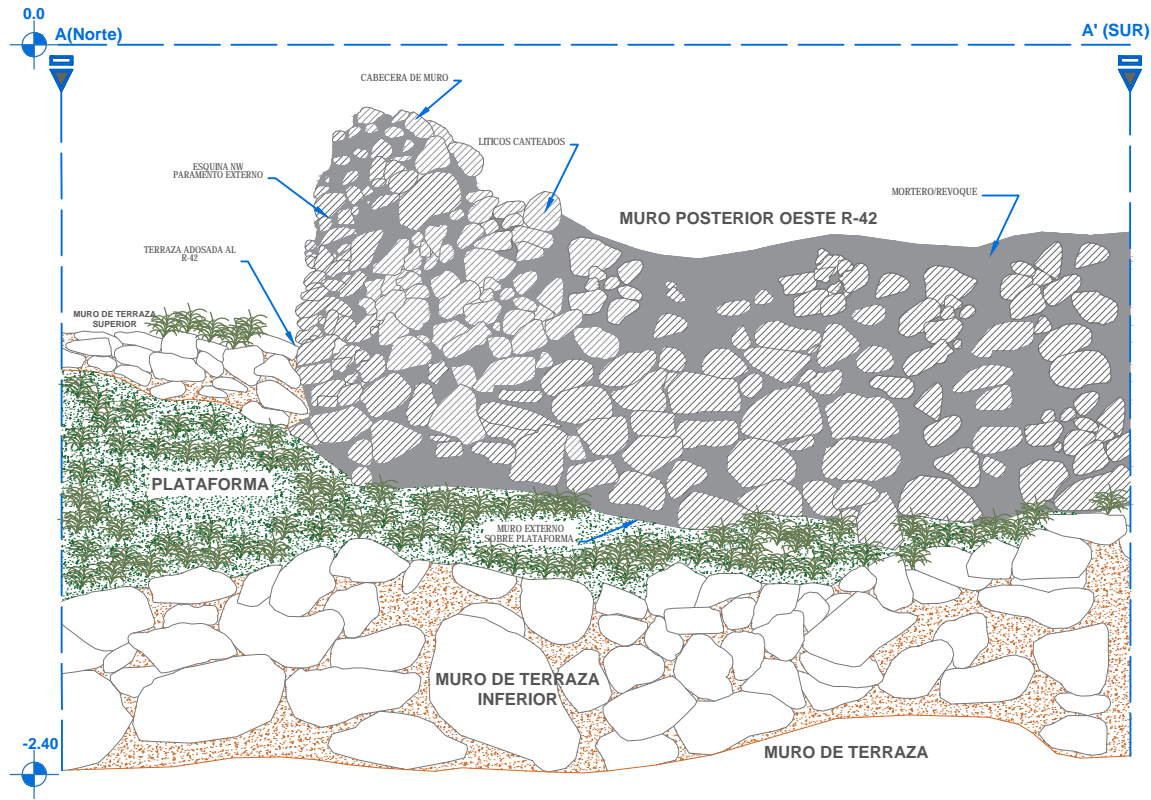 0.0
A(Norte)
A' (SUR)
CABECERA DE MURO
LITICOS CANTEADOS
ESQUINA NW
PARAMENTO EXTERNO
MORTERO/REVOQUE
MURO POSTERIOR OESTE R-42
TERRAZA ADOSADA AL
R-42
MURO DE TERRAZA
SUPERIOR
PLATAFORMA
MURO EXTERNO
SOBRE PLATAFORMA
MURO DE TERRAZA
INFERIOR
-2.40
MURO DE TERRAZA